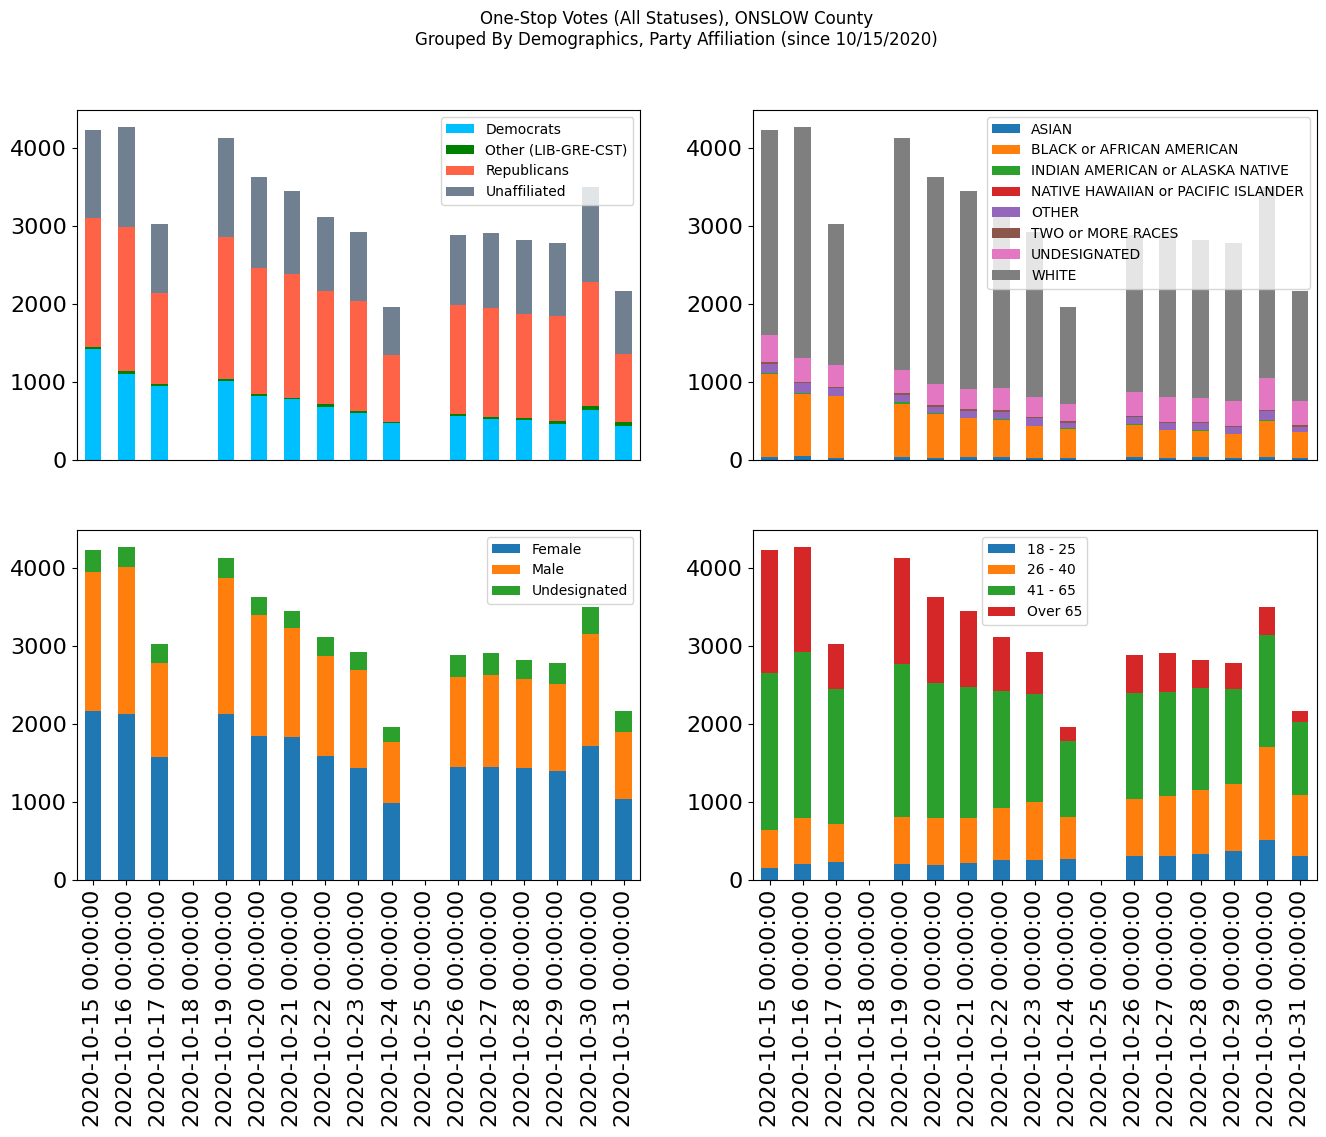 One-Stop Votes (All Statuses), ONSLOW County
Grouped By Demographics, Party Affiliation (since 10/15/2020)
4000
3000
2000
1000
0
Democrats
Other (LIB-GRE-CST)
Republicans
Unaffiliated
4000
3000
2000
1000
0
ASIAN
BLACK or AFRICAN AMERICAN
INDIAN AMERICAN or ALASKA NATIVE
NATIVE HAWAIIAN or PACIFIC ISLANDER
OTHER
TWO or MORE RACES
UNDESIGNATED
WHITE
4000
3000
2000
1000
0
Female
Male
Undesignated
2020-10-15 00:00:00
2020-10-16 00:00:00
2020-10-17 00:00:00
2020-10-18 00:00:00
2020-10-19 00:00:00
2020-10-20 00:00:00
2020-10-21 00:00:00
2020-10-22 00:00:00
2020-10-23 00:00:00
2020-10-24 00:00:00
2020-10-25 00:00:00
2020-10-26 00:00:00
2020-10-27 00:00:00
2020-10-28 00:00:00
2020-10-29 00:00:00
2020-10-30 00:00:00
2020-10-31 00:00:00
4000
3000
2000
1000
0
18 - 25
26 - 40
41 - 65
Over 65
2020-10-15 00:00:00
2020-10-16 00:00:00
2020-10-17 00:00:00
2020-10-18 00:00:00
2020-10-19 00:00:00
2020-10-20 00:00:00
2020-10-21 00:00:00
2020-10-22 00:00:00
2020-10-23 00:00:00
2020-10-24 00:00:00
2020-10-25 00:00:00
2020-10-26 00:00:00
2020-10-27 00:00:00
2020-10-28 00:00:00
2020-10-29 00:00:00
2020-10-30 00:00:00
2020-10-31 00:00:00